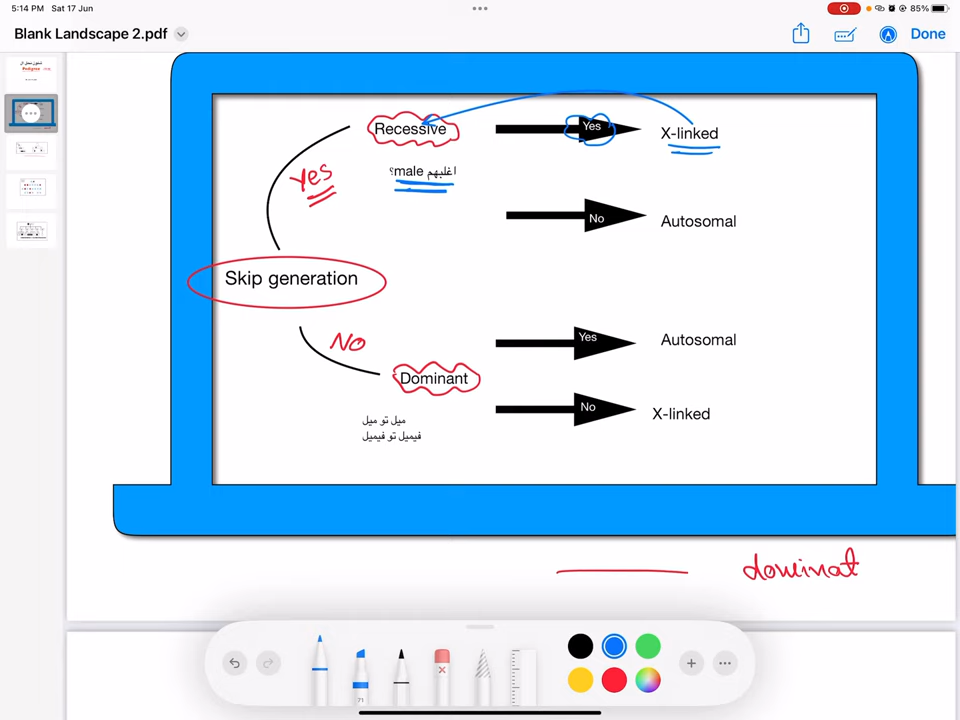 5:14 PM Sat 17 Jun
85%
Blank Landscape 2.pdf
Done
Recessive
Yes
X-linked
اغلبهم male؟
Yes
No
Autosomal
Skip generation
No
Yes
Autosomal
Dominant
No
X-linked
ميل تو ميل
فيميل تو فيميل
dominat